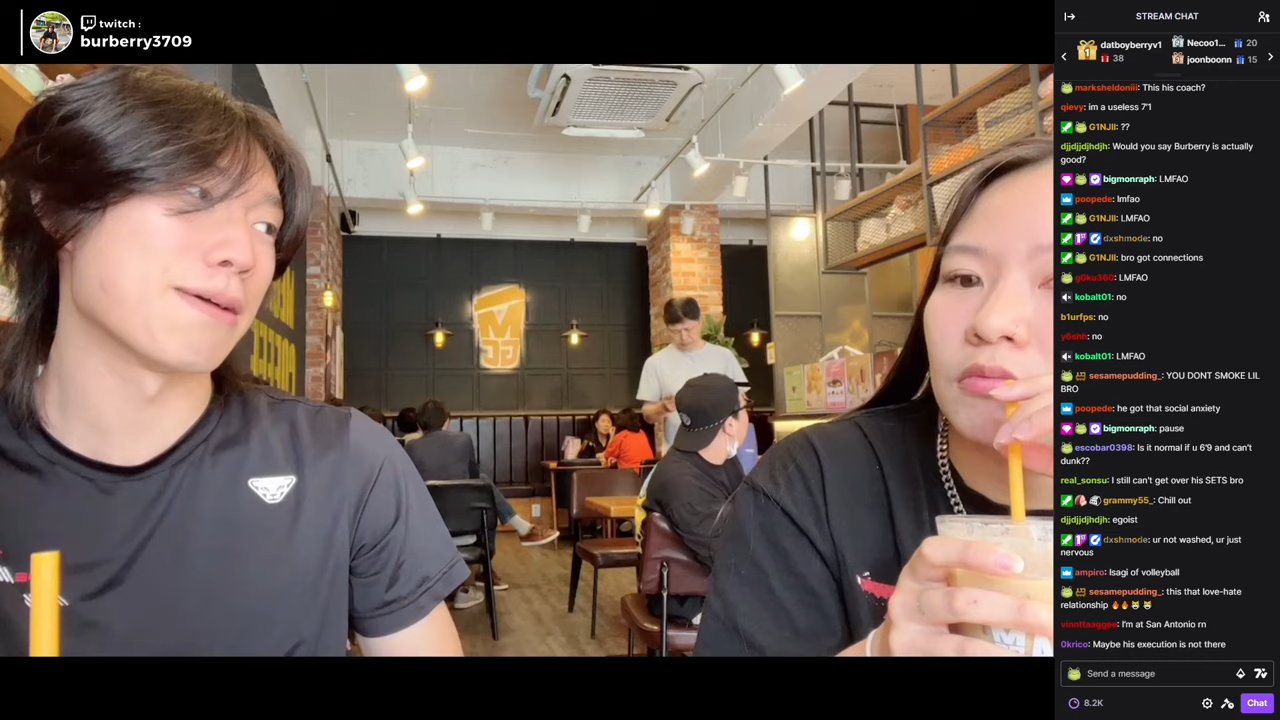 twitch :
burberry3709
STREAM CHAT
datboyberryv1
38
Necoo1... 20
joonboonn 15
marksheldoniii: This his coach?
qievy: im a useless 7'1
G1NJII: ??
djjdjjdjhdjh: Would you say Burberry is actually
good?
bigmonraph: LMFAO
poopede: lmfao
G1NJII: LMFAO
dxshmode: no
G1NJII: bro got connections
g0ku360: LMFAO
kobalt01: no
b1urfps: no
y6shh: no
kobalt01: LMFAO
sesamepudding_: YOU DONT SMOKE LIL
BRO
poopede: he got that social anxiety
bigmonraph: pause
escobar0398: Is it normal if u 6'9 and can't
dunk??
real_sonsu: I still can't get over his SETS bro
grammy55_: Chill out
djjdjjdjhdjh: egoist
dxshmode: ur not washed, ur just
nervous
ampiro: Isagi of volleyball
sesamepudding_: this that love-hate
relationship
vinnttaaggee: I'm at San Antonio rn
0krico: Maybe his execution is not there
Send a message
8.2K
Chat